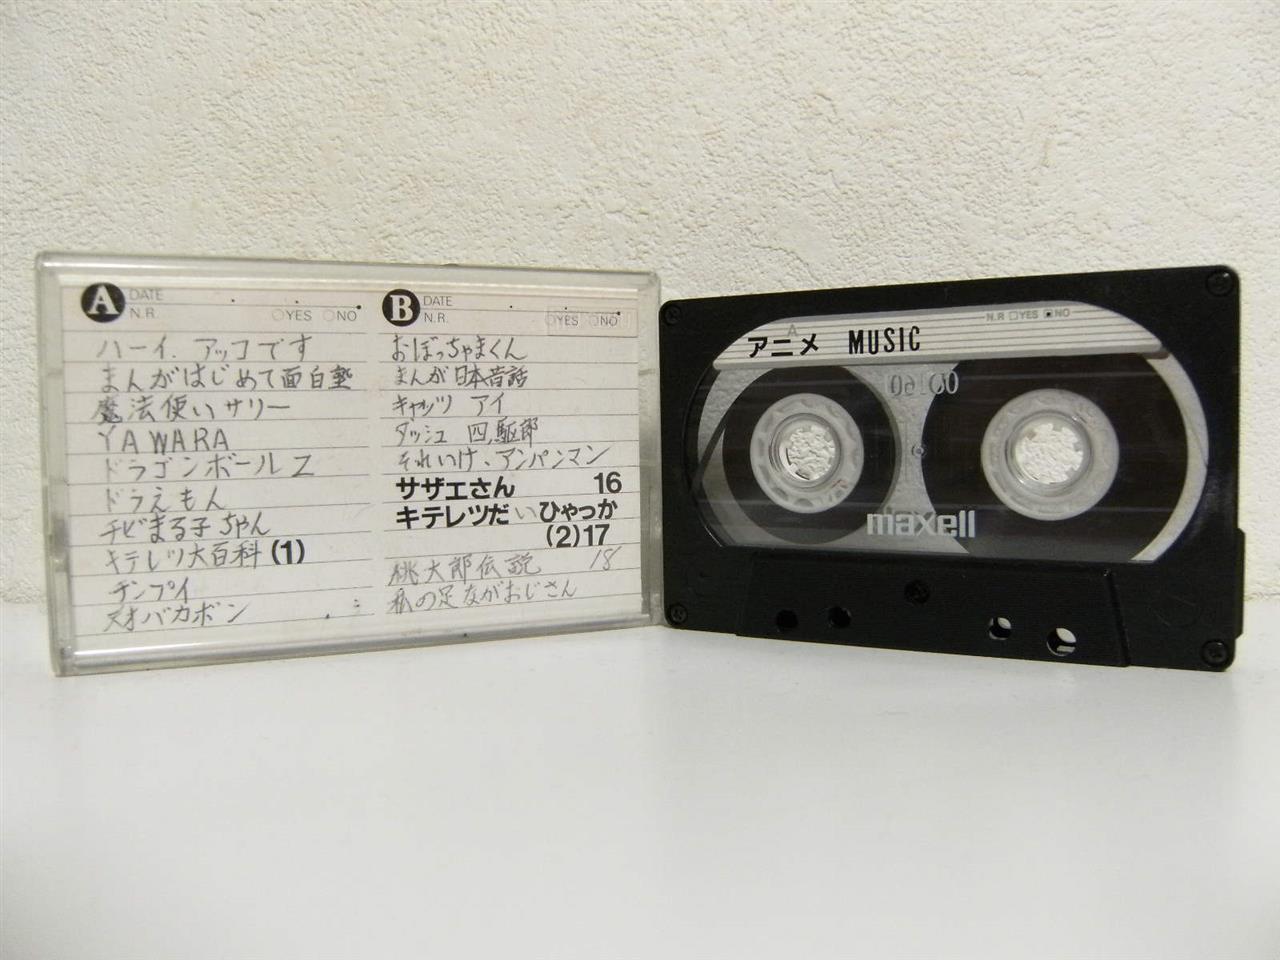 A DATE
N.R. ○YES ○NO
ハーイ.アッコです
まんがはじめて面白塾
魔法使いサリー
YAWARA
ドラゴンボールZ
ドラえもん
チビまる子ちゃん
キテレツ大百科(1)
チンプイ
天才バカボン
B DATE
N.R. ○YES ○NO
おぼっちゃまくん
まんが日本昔話
キャッツ アイ
ダッシュ 四駆郎
それいけ、アンパンマン
サザエさん 16
キテレツだいひゃっか
(2)17
桃太郎伝説 18
私の足ながおじさん
A
N.R □YES ■NO
アニメ MUSIC
maxell